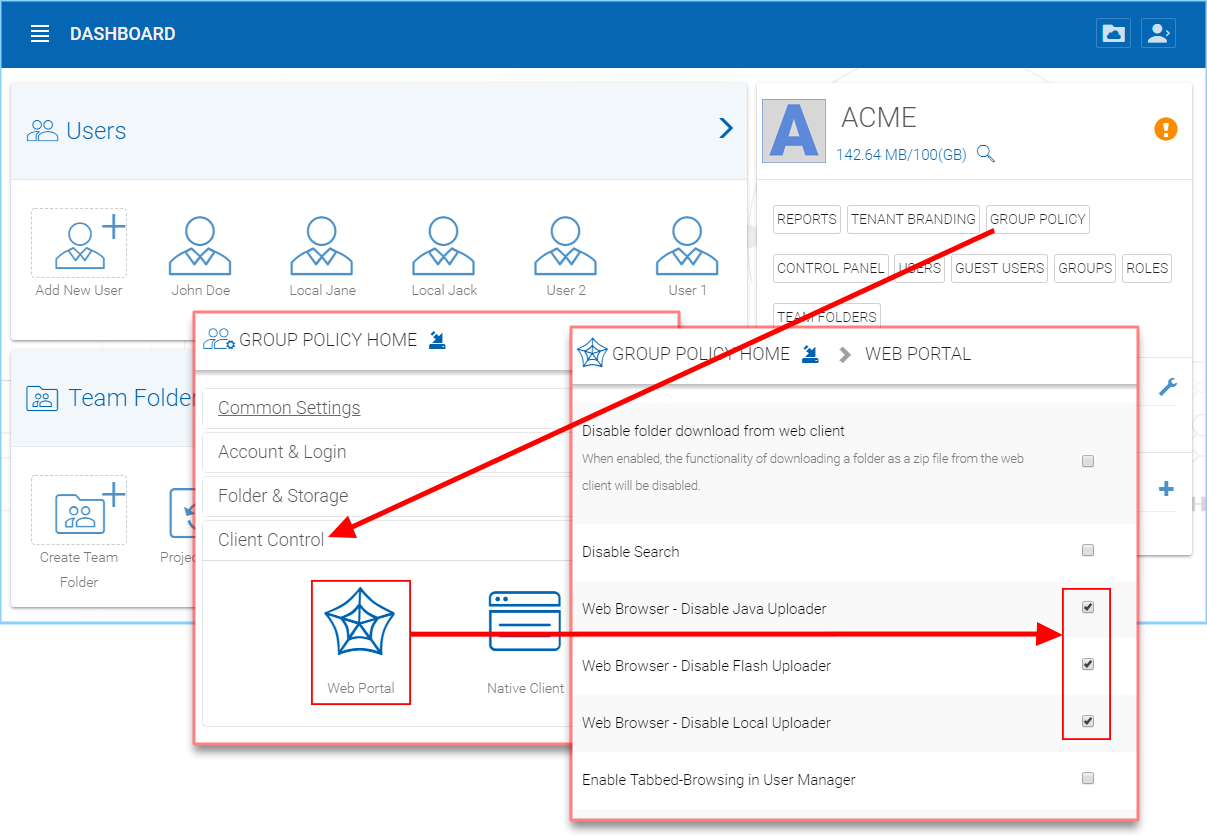 DASHBOARD
Users
Add New User
John Doe
Local Jane
Local Jack
User 2
User 1
A
ACME
142.64 MB/100(GB)
REPORTS
TENANT BRANDING
GROUP POLICY
CONTROL PANEL
USERS
GUEST USERS
GROUPS
ROLES
TEAM FOLDERS
Team Folder
Create Team
Folder
Projec
GROUP POLICY HOME
Common Settings
Account & Login
Folder & Storage
Client Control
Web Portal
Native Client
GROUP POLICY HOME
WEB PORTAL
Disable folder download from web client
When enabled, the functionality of downloading a folder as a zip file from the web
client will be disabled.
Disable Search
Web Browser - Disable Java Uploader
Web Browser - Disable Flash Uploader
Web Browser - Disable Local Uploader
Enable Tabbed-Browsing in User Manager